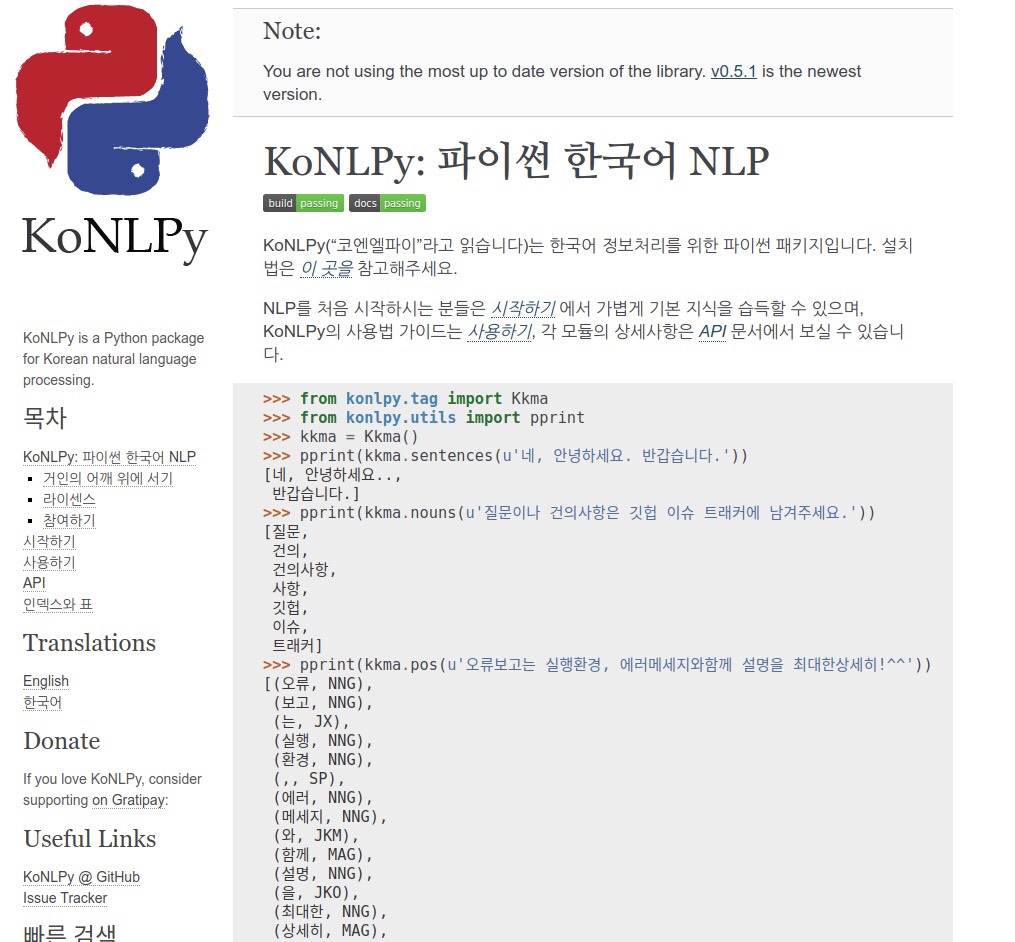 KoNLPy
KoNLPy is a Python package
for Korean natural language
processing.
목차
KoNLPy: 파이썬 한국어 NLP
거인의 어깨 위에 서기
라이센스
참여하기
시작하기
사용하기
API
인덱스와 표
Translations
English
한국어
Donate
If you love KoNLPy, consider
supporting on Gratipay:
Useful Links
KoNLPy @ GitHub
Issue Tracker
빠른 검색
Note:
You are not using the most up to date version of the library. v0.5.1 is the newest
version.
KoNLPy: 파이썬 한국어 NLP
build passing docs passing
KoNLPy(“코엔엘파이”라고 읽습니다)는 한국어 정보처리를 위한 파이썬 패키지입니다. 설치
법은 이 곳을 참고해주세요.
NLP를 처음 시작하시는 분들은 시작하기 에서 가볍게 기본 지식을 습득할 수 있으며,
KoNLPy의 사용법 가이드는 사용하기, 각 모듈의 상세사항은 API 문서에서 보실 수 있습니
다.
>>> from konlpy.tag import Kkma
>>> from konlpy.utils import pprint
>>> kkma = Kkma()
>>> pprint(kkma.sentences(u'네, 안녕하세요. 반갑습니다.'))
[네, 안녕하세요..,
 반갑습니다.]
>>> pprint(kkma.nouns(u'질문이나 건의사항은 깃헙 이슈 트래커에 남겨주세요.'))
[질문,
 건의,
 건의사항,
 사항,
 깃헙,
 이슈,
 트래커]
>>> pprint(kkma.pos(u'오류보고는 실행환경, 에러메세지와함께 설명을 최대한상세히!^^'))
[(오류, NNG),
 (보고, NNG),
 (는, JX),
 (실행, NNG),
 (환경, NNG),
 (,, SP),
 (에러, NNG),
 (메세지, NNG),
 (와, JKM),
 (함께, MAG),
 (설명, NNG),
 (을, JKO),
 (최대한, NNG),
 (상세히, MAG),